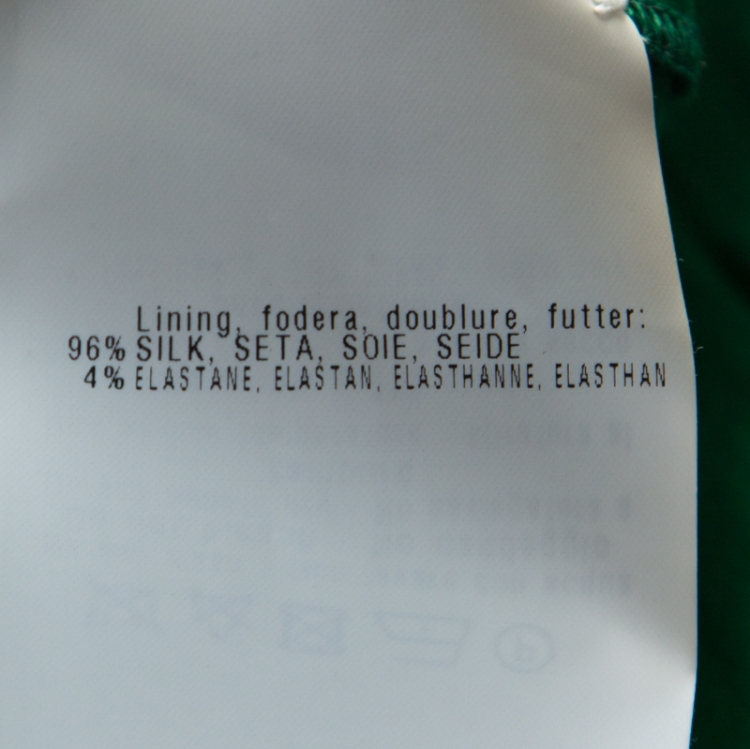 Lining, fodera, doublure, futter:
96% SILK, SETA, SOIE, SEIDE
4% ELASTANE, ELASTAN, ELASTHANNE, ELASTHAN